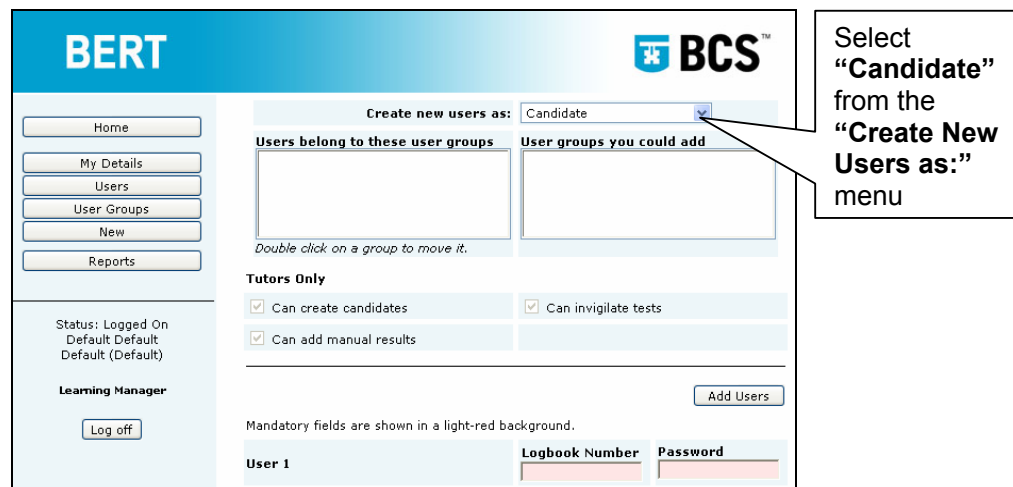 BERT
BCS™
Select
“Candidate”
from the
“Create New
Users as:”
menu
Create new users as: Candidate
Home
My Details
Users
User Groups
New
Reports
Users belong to these user groups User groups you could add
Double click on a group to move it.
Tutors Only
Can create candidates Can invigilate tests
Can add manual results
Status: Logged On
Default Default
Default (Default)
Learning Manager
Log off
Add Users
Mandatory fields are shown in a light-red background.
User 1 Logbook Number Password